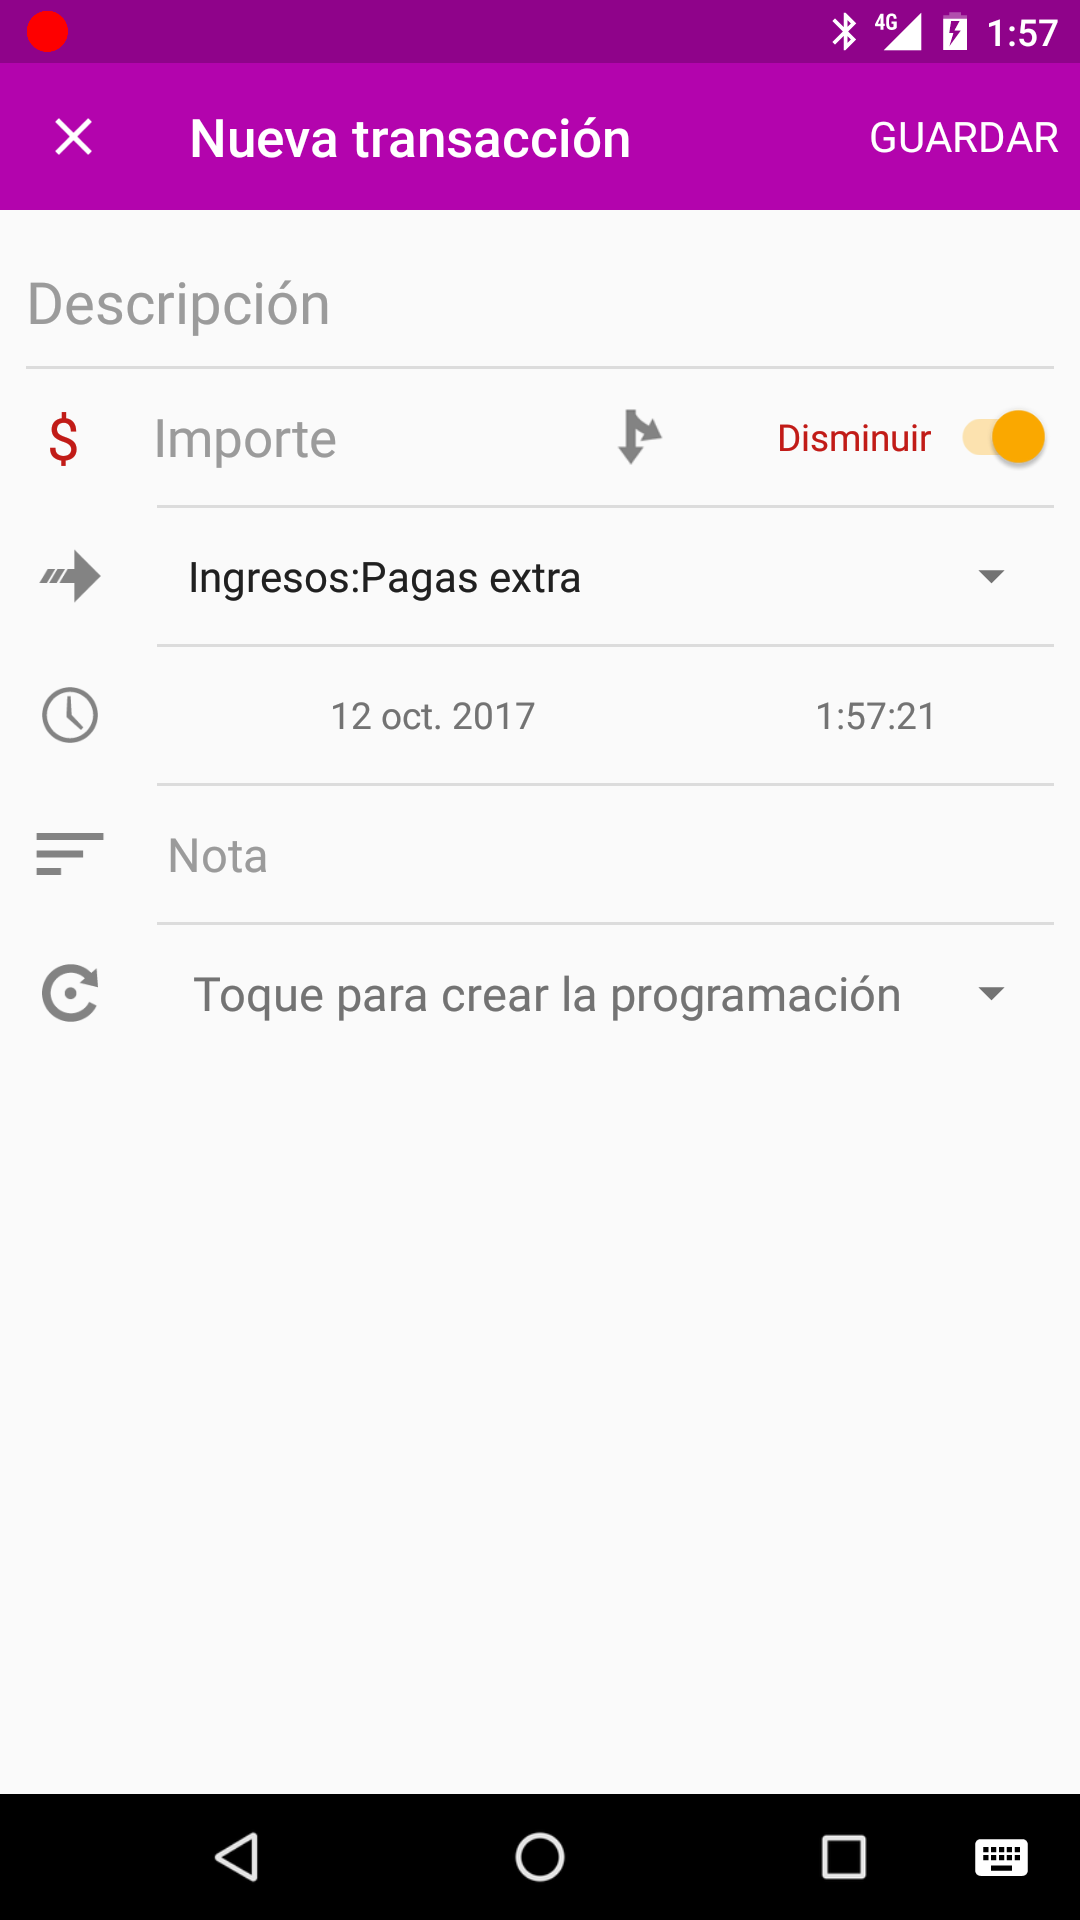 4G 1:57
Nueva transacción GUARDAR
Descripción
$ Importe Disminuir
Ingresos:Pagas extra
12 oct. 2017 1:57:21
Nota
Toque para crear la programación